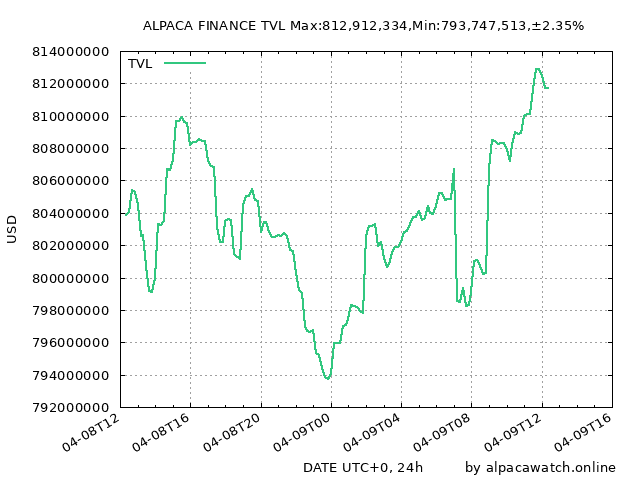 ALPACA FINANCE TVL Max:812,912,334,Min:793,747,513,±2.35%
814000000
TVL
812000000
810000000
808000000
806000000
804000000
USD
802000000
800000000
798000000
796000000
794000000
792000000
04-08T12 04-08T16 04-08T20 04-09T00 04-09T04 04-09T08 04-09T12 04-09T16
DATE UTC+0, 24h by alpacawatch.online